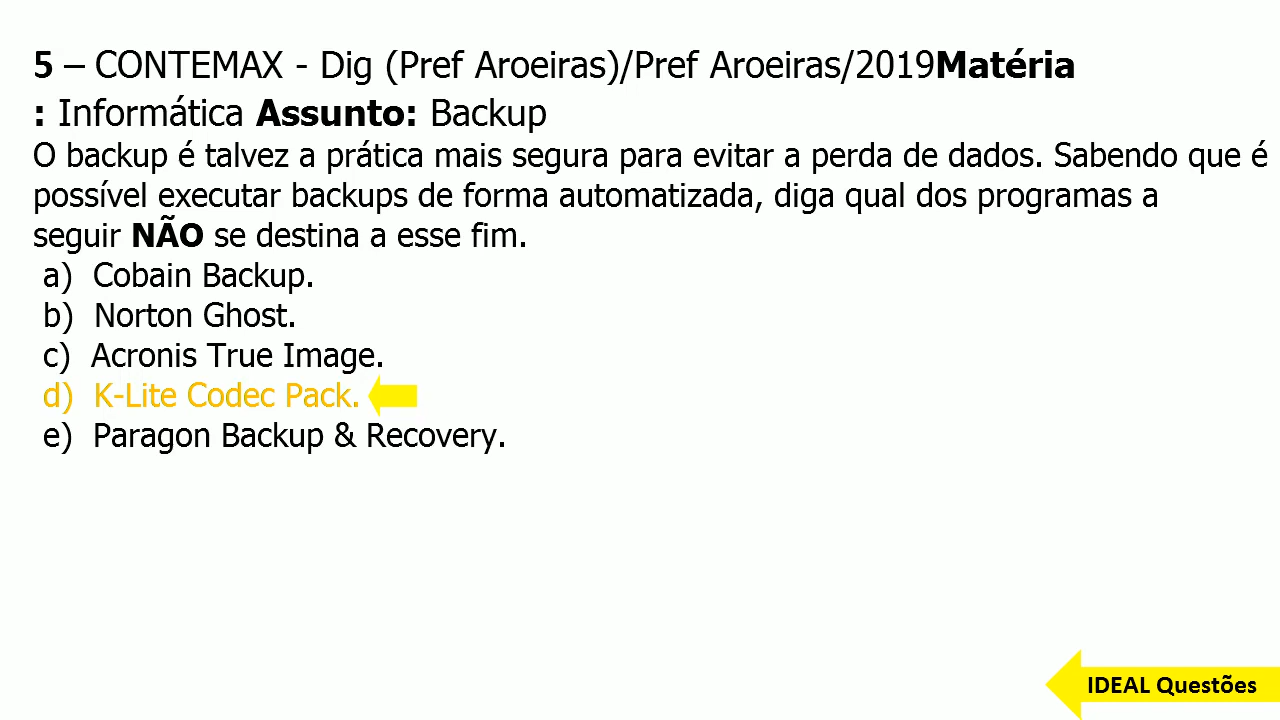 5 – CONTEMAX - Dig (Pref Aroeiras)/Pref Aroeiras/2019Matéria
: Informática Assunto: Backup
O backup é talvez a prática mais segura para evitar a perda de dados. Sabendo que é
possível executar backups de forma automatizada, diga qual dos programas a
seguir NÃO se destina a esse fim.
a) Cobain Backup.
b) Norton Ghost.
c) Acronis True Image.
d) K-Lite Codec Pack.
e) Paragon Backup & Recovery.
IDEAL Questões